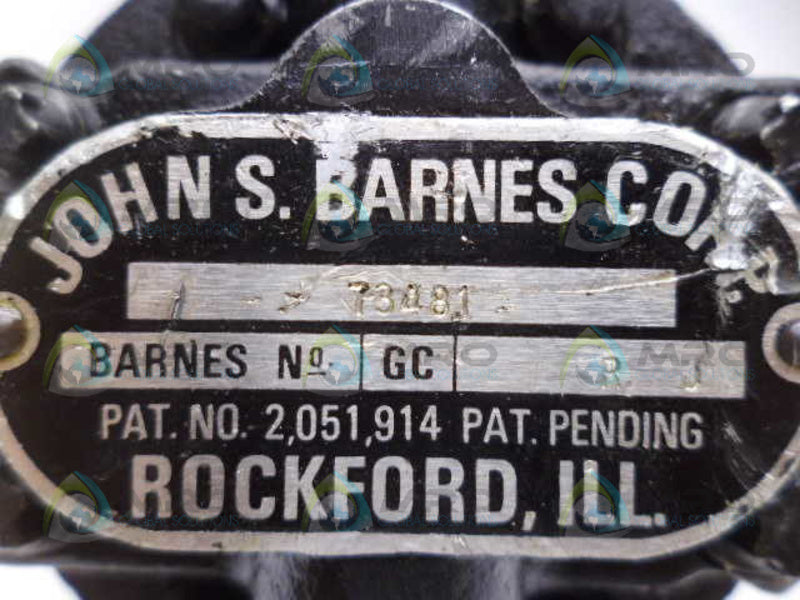 JOHN S. BARNES CORP.
73481
BARNES Nº GC R J
PAT. NO. 2,051,914 PAT. PENDING
ROCKFORD, ILL.